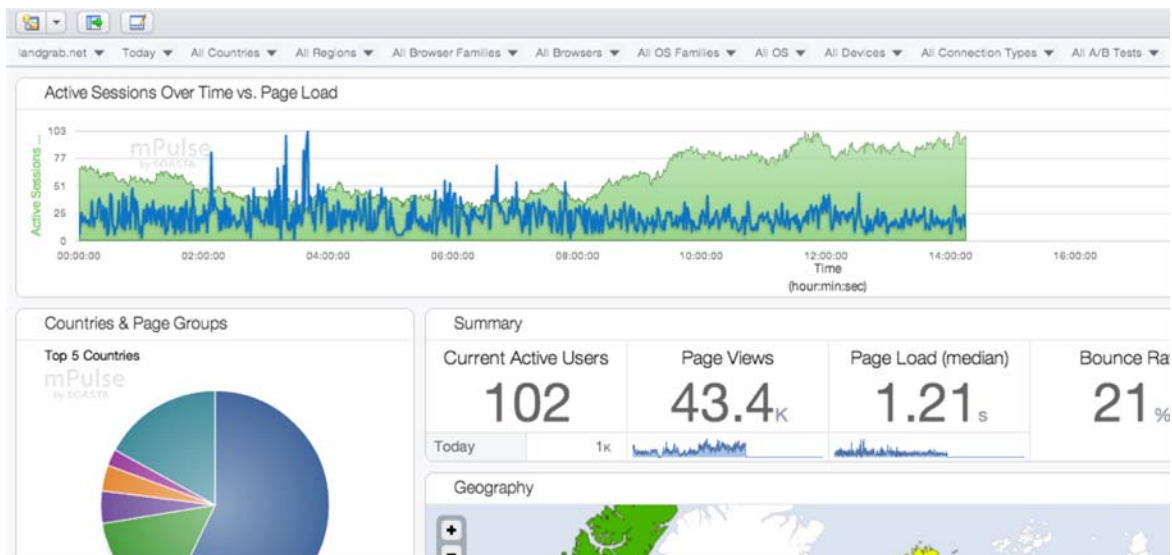 landgrab.net Today All Countries All Regions All Browser Families All Browsers All OS Families All OS All Devices All Connection Types All A/B Tests
Active Sessions Over Time vs. Page Load
mPulse
by SOASTA
103
77
51
26
0
Active Sessions ...
00:00:00 02:00:00 04:00:00 06:00:00 08:00:00 10:00:00 12:00:00 14:00:00 16:00:00
Time
(hour:min:sec)
Countries & Page Groups
Top 5 Countries
mPulse
by SOASTA
Summary
Current Active Users Page Views Page Load (median) Bounce Ra
102 43.4K 1.21s 21%
Today 1K
Geography
+